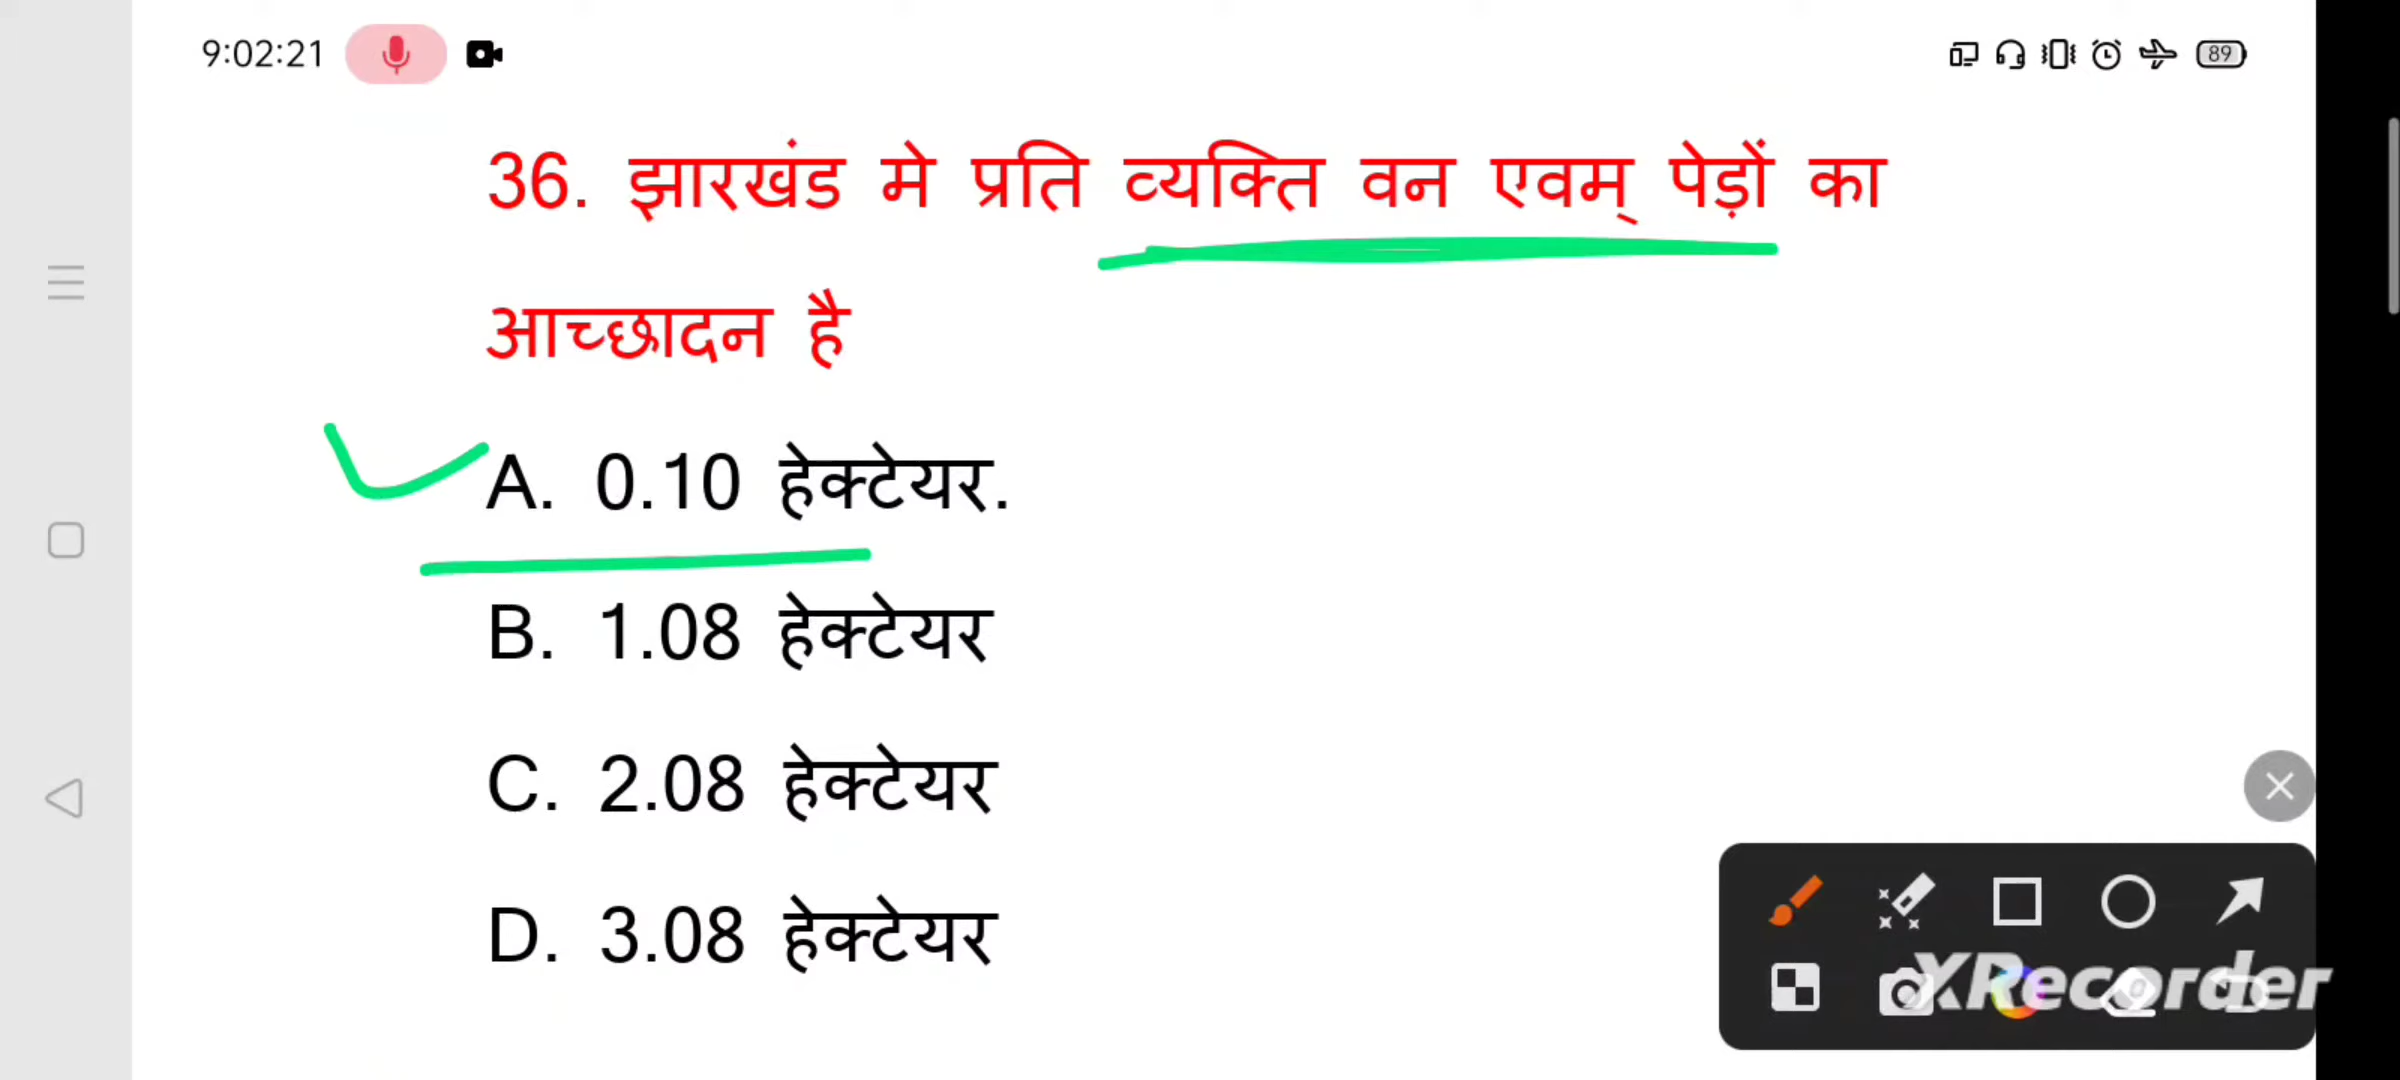 9:02:21
89
36. झारखंड मे प्रति व्यक्ति वन एवम् पेड़ों का
आच्छादन है
A. 0.10 हेक्टेयर.
B. 1.08 हेक्टेयर
C. 2.08 हेक्टेयर
D. 3.08 हेक्टेयर
XRecorder